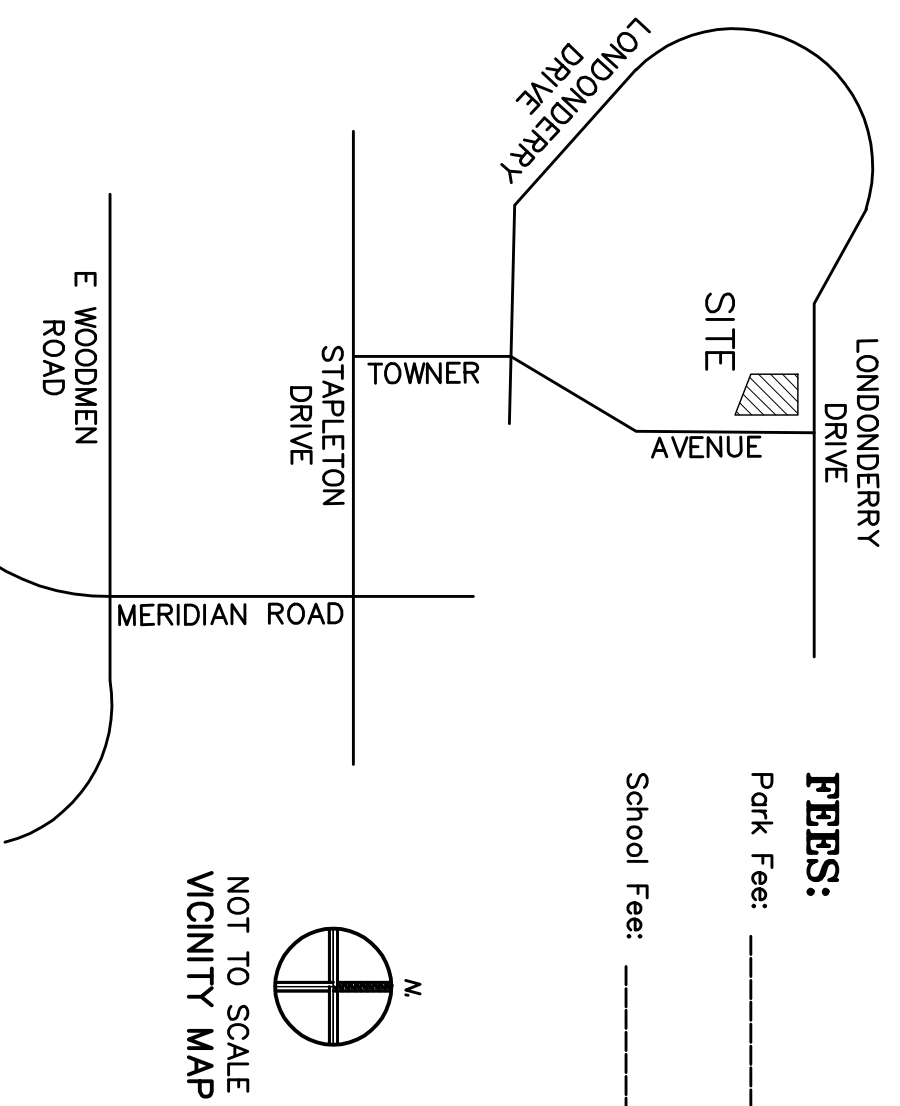 LONDONDERRY
DRIVE
LONDONDERRY
DRIVE
SITE
AVENUE
TOWNER
STAPLETON
DRIVE
MERIDIAN ROAD
E WOODMEN
ROAD
FEES:
Park Fee:
School Fee:
N.
NOT TO SCALE
VICINITY MAP